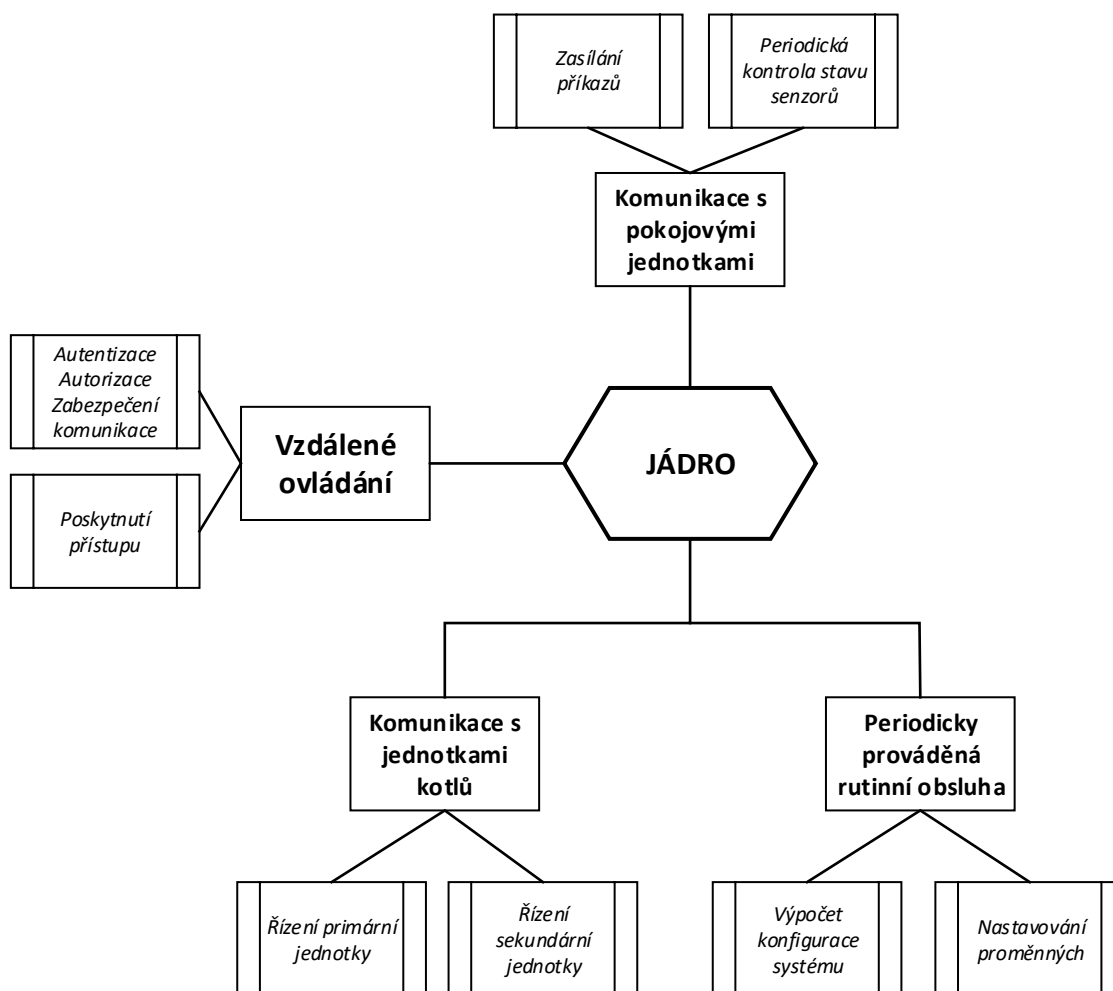 Zasílání
příkazů
Periodická
kontrola stavu
senzorů
Komunikace s
pokojovými
jednotkami
Autentizace
Autorizace
Zabezpečení
komunikace
Vzdálené
ovládání
JÁDRO
Poskytnutí
přístupu
Komunikace s
jednotkami
kotlů
Periodicky
prováděná
rutinní obsluha
Řízení primární
jednotky
Řízení
sekundární
jednotky
Výpočet
konfigurace
systému
Nastavování
proměnných